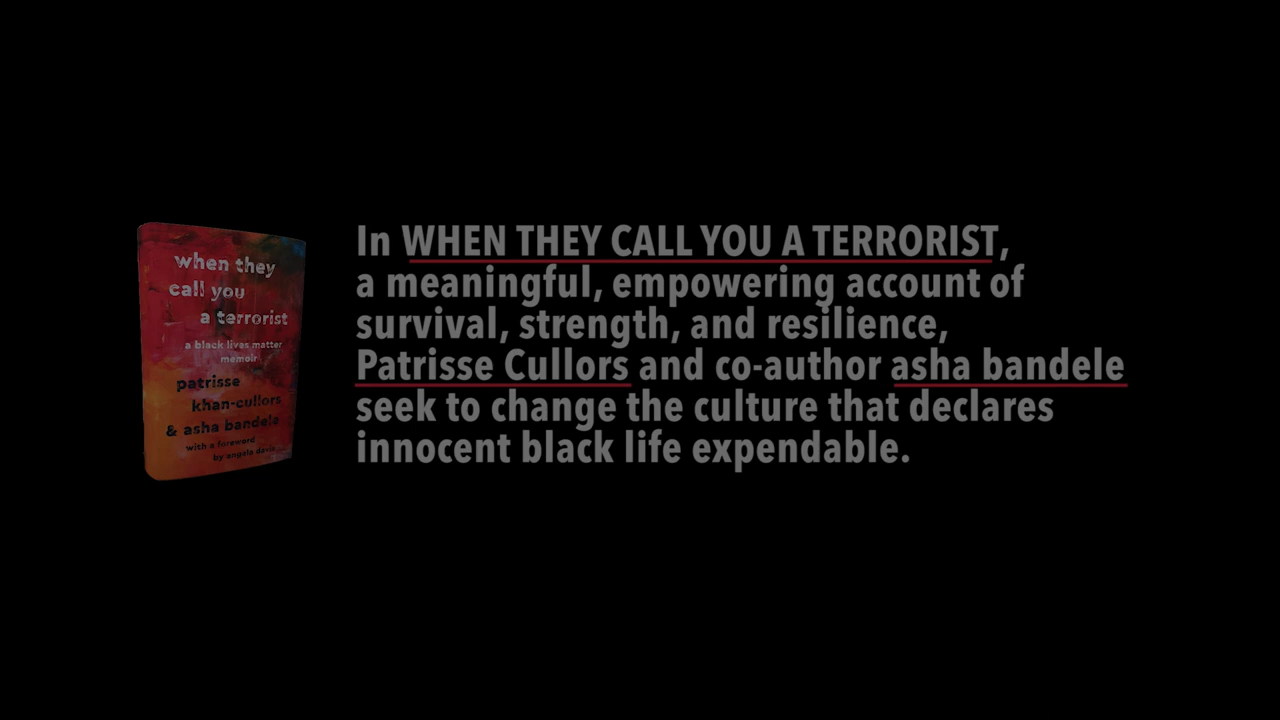 when they
call you
a terrorist
a black lives matter
memoir
patrisse
khan-cullors
& asha bandele
with a foreword
by angela davis
In WHEN THEY CALL YOU A TERRORIST,
a meaningful, empowering account of
survival, strength, and resilience,
Patrisse Cullors and co-author asha bandele
seek to change the culture that declares
innocent black life expendable.